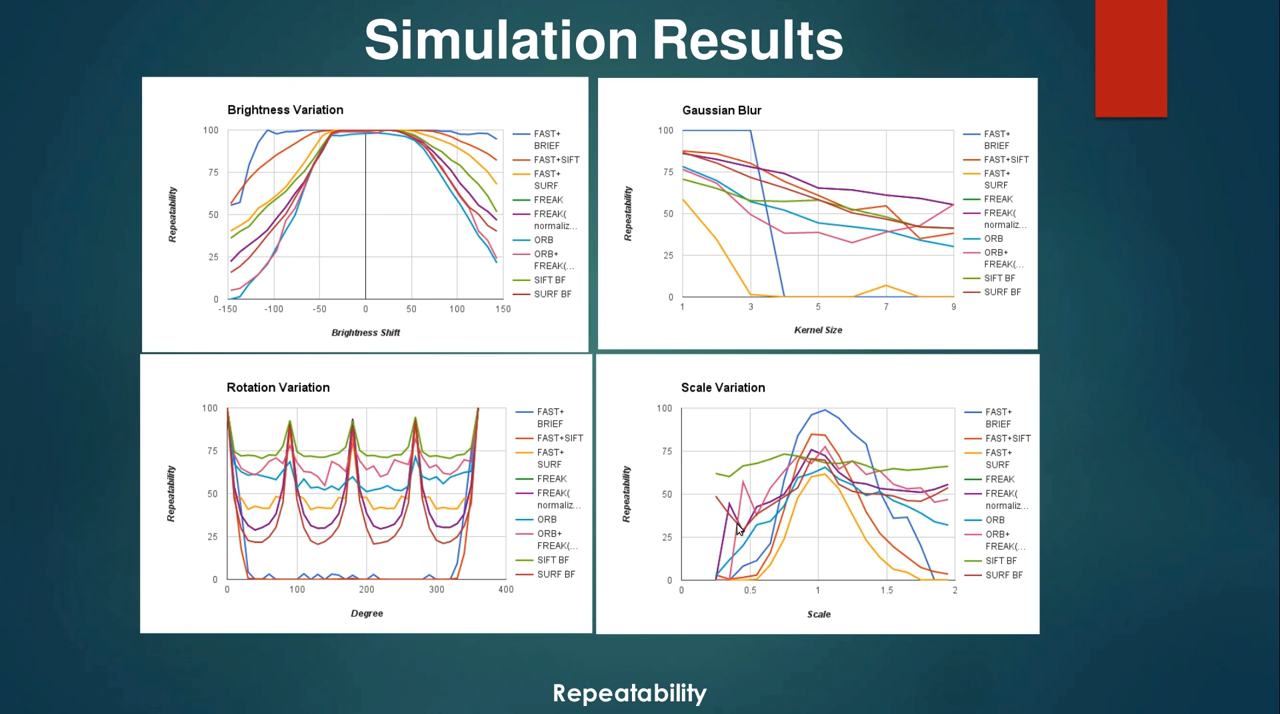 Simulation Results
Brightness Variation
Repeatability
100
75
50
25
0
-150
-100
-50
0
50
100
150
Brightness Shift
FAST+
BRIEF
FAST+SIFT
FAST+
SURF
FREAK
FREAK(
normaliz...
ORB
ORB+
FREAK(...
SIFT BF
SURF BF
Gaussian Blur
Repeatability
100
75
50
25
0
1
3
5
7
9
Kernel Size
FAST+
BRIEF
FAST+SIFT
FAST+
SURF
FREAK
FREAK(
normaliz...
ORB
ORB+
FREAK(...
SIFT BF
SURF BF
Rotation Variation
Repeatability
100
75
50
25
0
0
100
200
300
400
Degree
FAST+
BRIEF
FAST+SIFT
FAST+
SURF
FREAK
FREAK(
normaliz...
ORB
ORB+
FREAK(...
SIFT BF
SURF BF
Scale Variation
Repeatability
100
75
50
25
0
0
0.5
1
1.5
2
Scale
FAST+
BRIEF
FAST+SIFT
FAST+
SURF
FREAK
FREAK(
normaliz...
ORB
ORB+
FREAK(...
SIFT BF
SURF BF
Repeatability